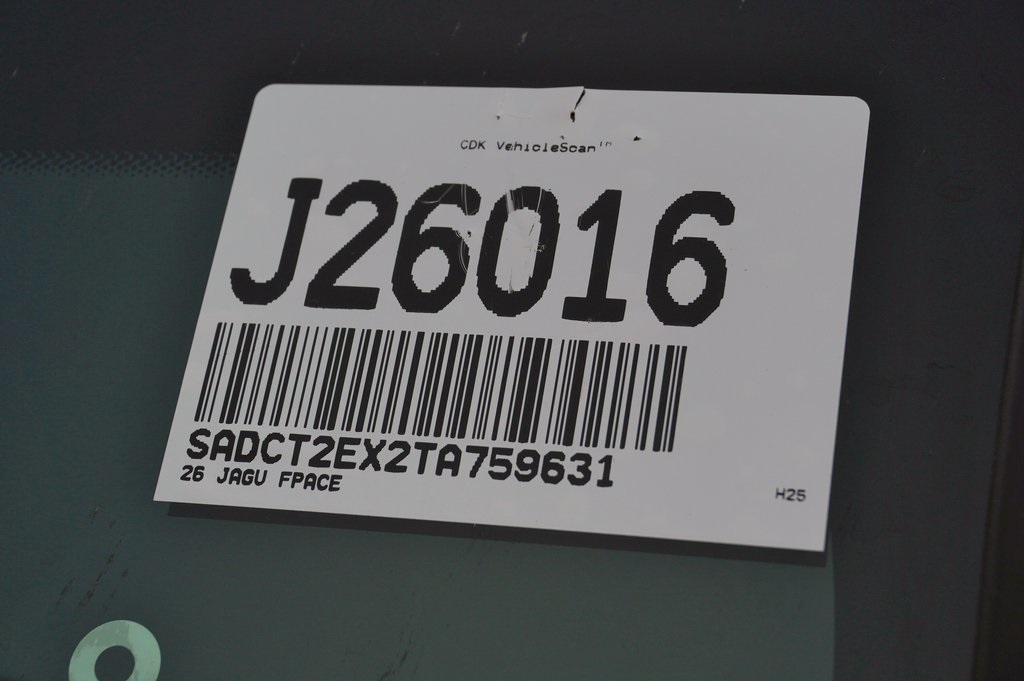 CDK VehicleScan™
J26016
SADCT2EX2TA759631
26 JAGU FPACE
H25